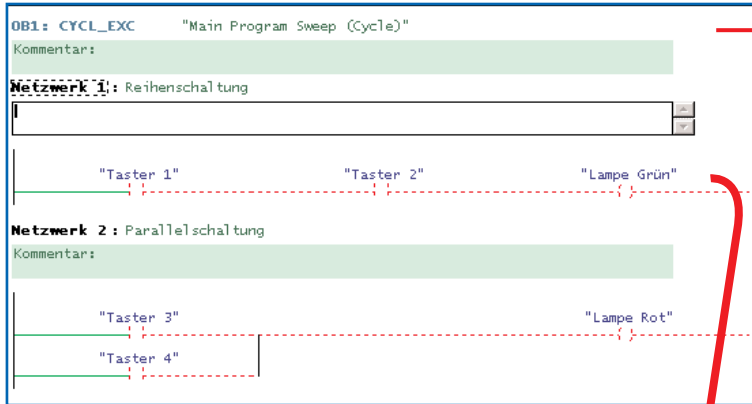 OB1: CYCL_EXC "Main Program Sweep (Cycle)"
Kommentar:
Netzwerk 1: Reihenschaltung
"Taster 1" "Taster 2" "Lampe Grün"
Netzwerk 2: Parallelschaltung
Kommentar:
"Taster 3" "Lampe Rot"
"Taster 4"